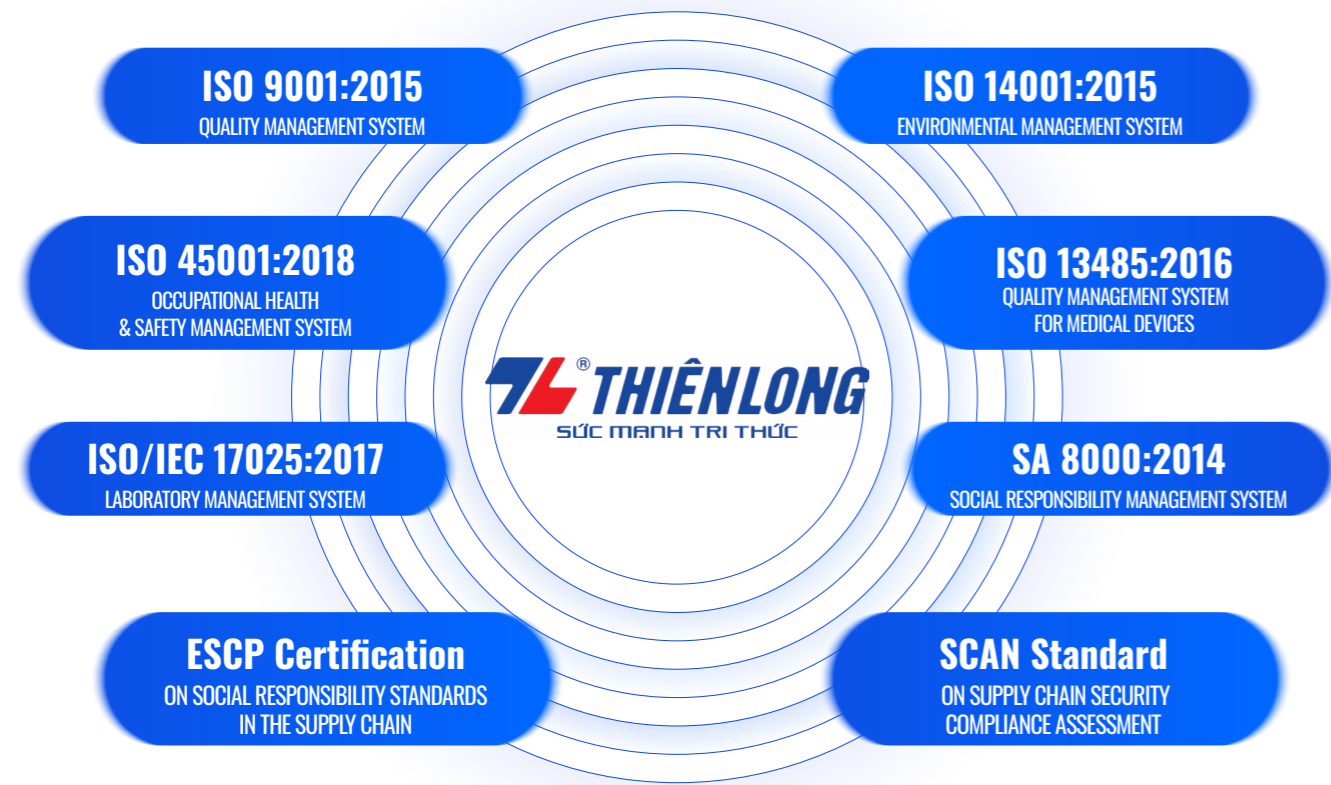 ISO 9001:2015
QUALITY MANAGEMENT SYSTEM
ISO 14001:2015
ENVIRONMENTAL MANAGEMENT SYSTEM
ISO 45001:2018
OCCUPATIONAL HEALTH
& SAFETY MANAGEMENT SYSTEM
ISO 13485:2016
QUALITY MANAGEMENT SYSTEM
FOR MEDICAL DEVICES
TL® THIÊN LONG
SỨC MẠNH TRI THỨC
ISO/IEC 17025:2017
LABORATORY MANAGEMENT SYSTEM
SA 8000:2014
SOCIAL RESPONSIBILITY MANAGEMENT SYSTEM
ESCP Certification
ON SOCIAL RESPONSIBILITY STANDARDS
IN THE SUPPLY CHAIN
SCAN Standard
ON SUPPLY CHAIN SECURITY
COMPLIANCE ASSESSMENT